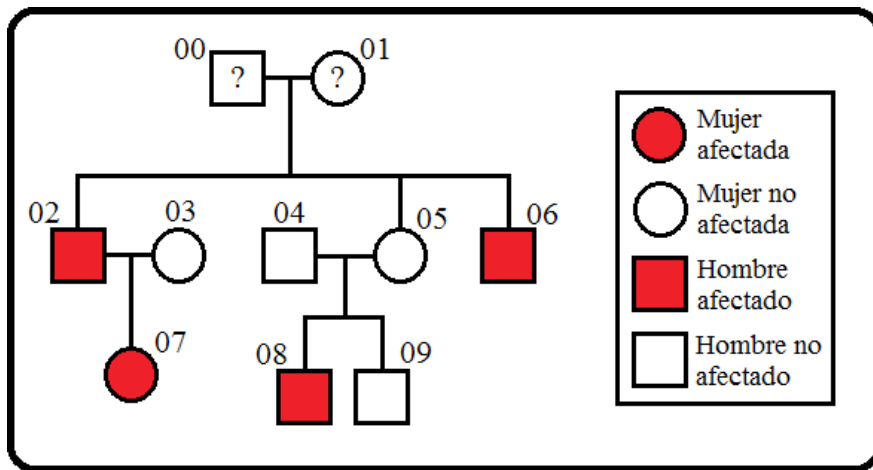 00
01
?
?
02
03
04
05
06
07
08
09
Mujer
afectada
Mujer no
afectada
Hombre
afectado
Hombre no
afectado